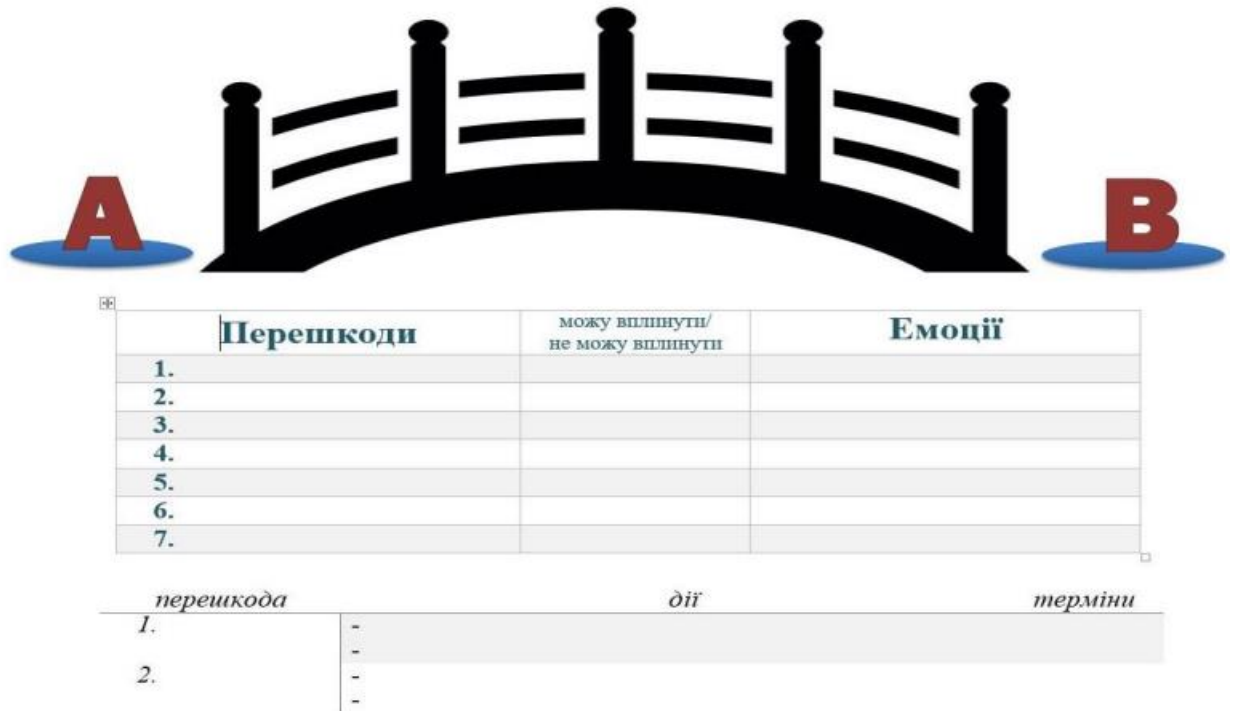 A
B
Перешкоди
можу вплинути/
не можу вплинути
Емоції
1.
2.
3.
4.
5.
6.
7.
перешкода дії терміни
1. -
-
2. -
-